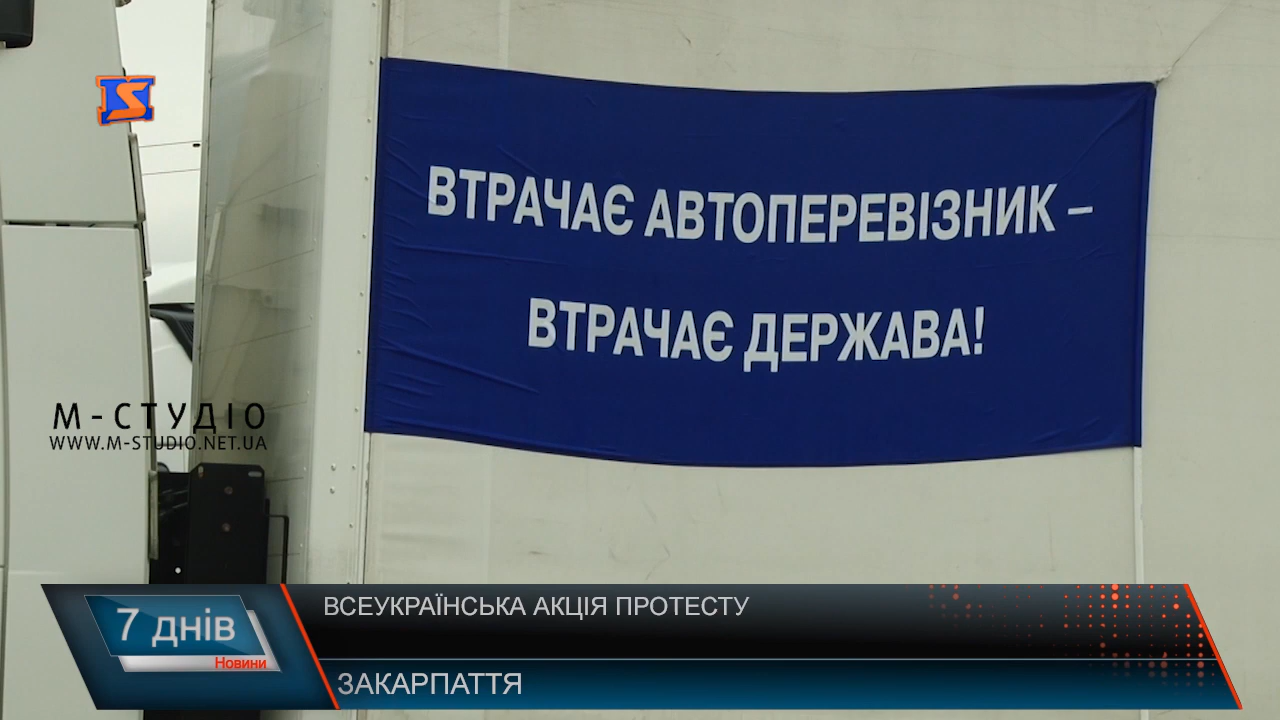 ВТРАЧАЄ АВТОПЕРЕВІЗНИК –
ВТРАЧАЄ ДЕРЖАВА!
М-СТУДІО
WWW.M-STUDIO.NET.UA
7 днів
Новини
ВСЕУКРАЇНСЬКА АКЦІЯ ПРОТЕСТУ
ЗАКАРПАТТЯ